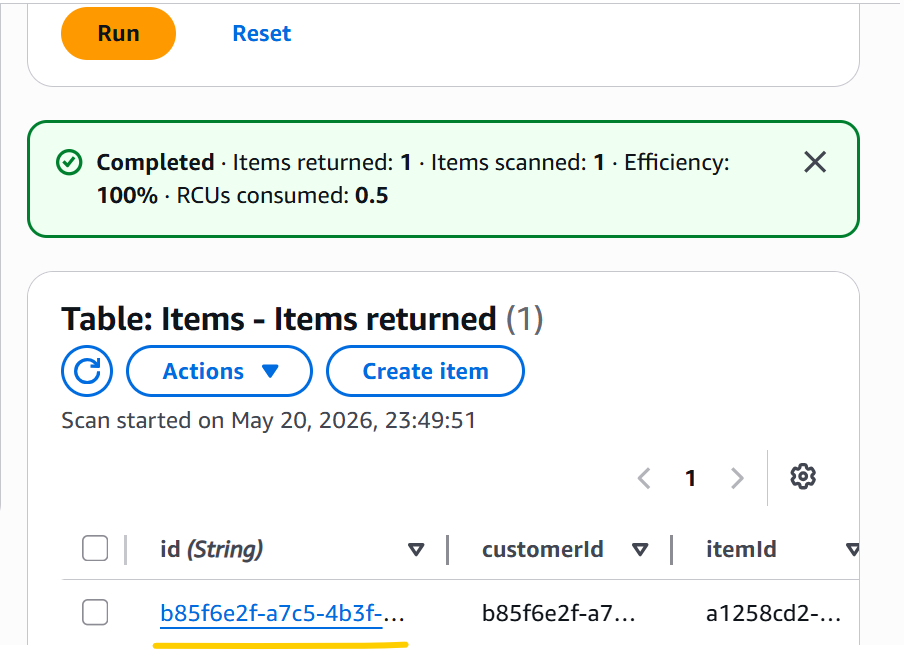 Run Reset
Completed · Items returned: 1 · Items scanned: 1 · Efficiency:
100% · RCUs consumed: 0.5
Table: Items - Items returned (1)
Actions Create item
Scan started on May 20, 2026, 23:49:51
1
id (String) customerId itemId
b85f6e2f-a7c5-4b3f-... b85f6e2f-a7... a1258cd2-...